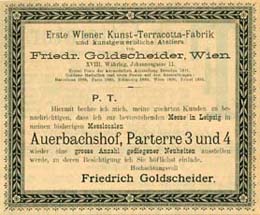 Erste Wiener Kunst-Terracotta-Fabrik
und kunstgewerbliche Ateliers
von
Friedr. Goldscheider, Wien
XVIII. Währing, Johannesgasse 11.
P. T.
Hierait beehre ich mich, meine geehrten Kunden zu be-
nachrichtigen, dass ich zur bevorstehenden Messe in Leipzig in
meinen bisherigen Messlocalen
Auerbachshof, Parterre 3 und 4
wieder eine grosse Anzahl gediegener Neuheiten ausstellen
werde, zu deren Besichtigung ich Sie höflichst einlade.
Hochachtungsvoll
Friedrich Goldscheider.